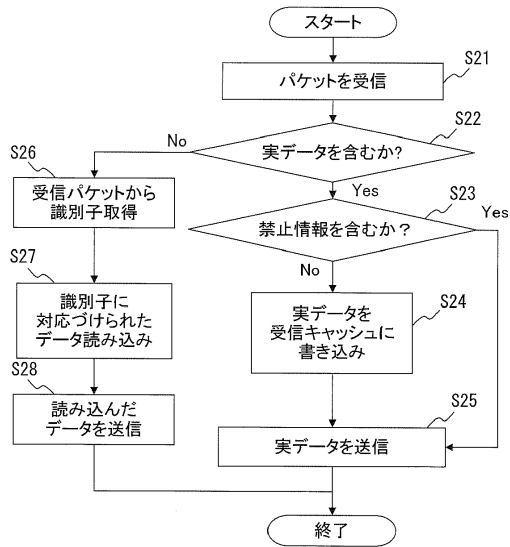 スタート
S21
パケットを受信
S22
実データを含むか?
No
Yes
S26
受信パケットから
識別子取得
S23
禁止情報を含むか？
Yes
No
S27
識別子に
対応づけられた
データ読み込み
S24
実データを
受信キャッシュに
書き込み
S28
読み込んだ
データを送信
S25
実データを送信
終了